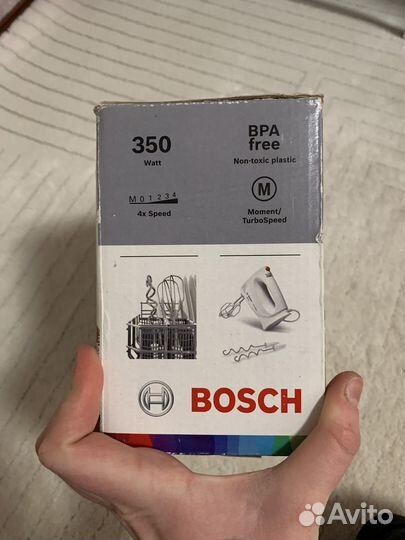 350
Watt
BPA
free
Non-toxic plastic
M 0 1 2 3 4
4x Speed
M
Moment/
TurboSpeed
BOSCH
Avito